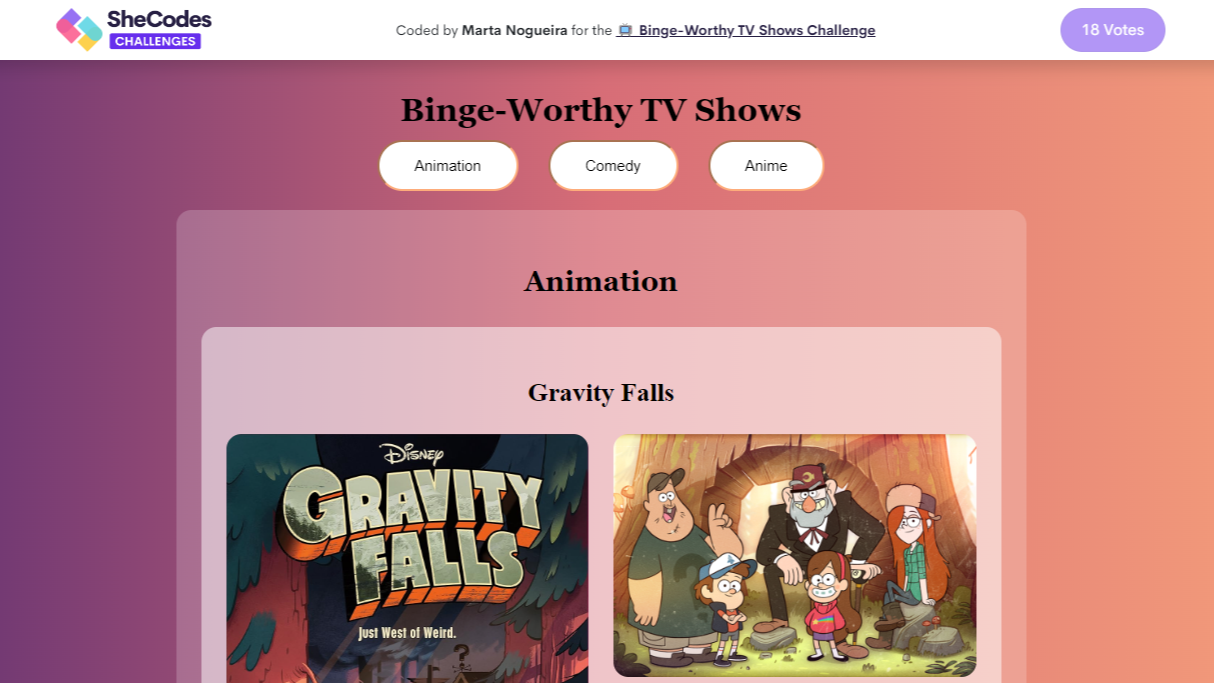 SheCodes
CHALLENGES
Coded by Marta Nogueira for the 📺 Binge-Worthy TV Shows Challenge
18 Votes
Binge-Worthy TV Shows
Animation
Comedy
Anime
Animation
Gravity Falls
DISNEY
GRAVITY
FALLS
Just West of Weird.
?